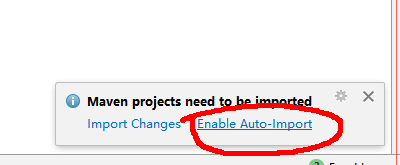 Maven projects need to be imported
Import Changes Enable Auto-Import